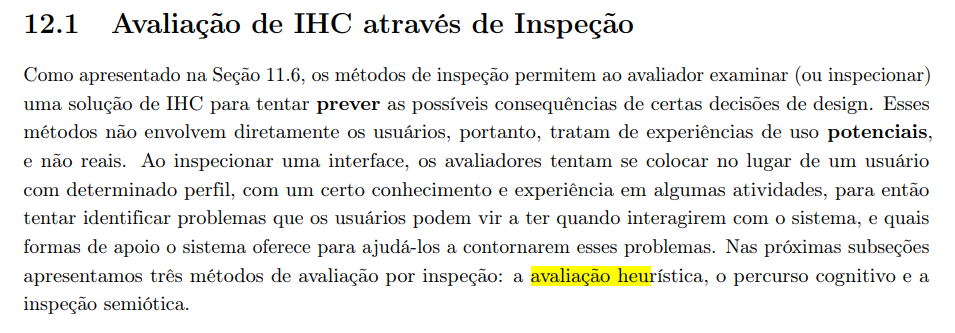 12.1 Avaliação de IHC através de Inspeção
Como apresentado na Seção 11.6, os métodos de inspeção permitem ao avaliador examinar (ou inspecionar)
uma solução de IHC para tentar prever as possíveis consequências de certas decisões de design. Esses
métodos não envolvem diretamente os usuários, portanto, tratam de experiências de uso potenciais,
e não reais. Ao inspecionar uma interface, os avaliadores tentam se colocar no lugar de um usuário
com determinado perfil, com um certo conhecimento e experiência em algumas atividades, para então
tentar identificar problemas que os usuários podem vir a ter quando interagirem com o sistema, e quais
formas de apoio o sistema oferece para ajudá-los a contornarem esses problemas. Nas próximas subseções
apresentamos três métodos de avaliação por inspeção: a avaliação heurística, o percurso cognitivo e a
inspeção semiótica.